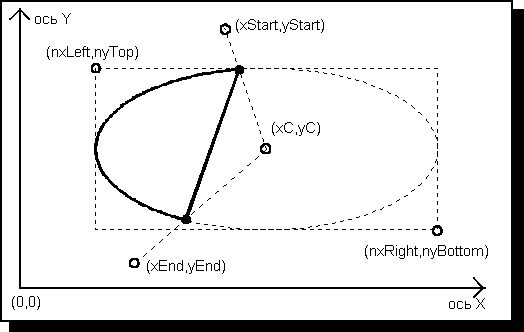 ось Y
(xStart,yStart)
(nxLeft,nyTop)
(xC,yC)
(xEnd,yEnd)
(nxRight,nyBottom)
(0,0)
ось X